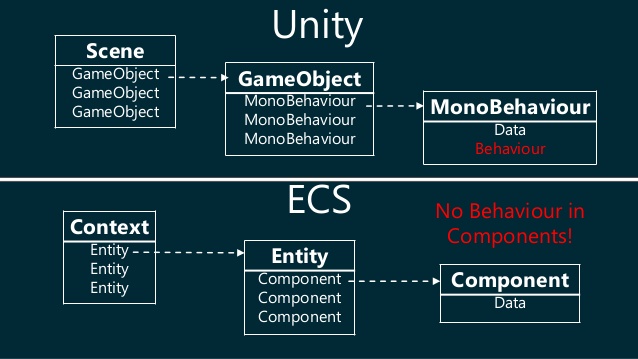 Unity
Scene
GameObject
GameObject
GameObject
GameObject
MonoBehaviour
MonoBehaviour
MonoBehaviour
MonoBehaviour
Data
Behaviour
ECS
Context
Entity
Entity
Entity
Entity
Component
Component
Component
No Behaviour in
Components!
Component
Data